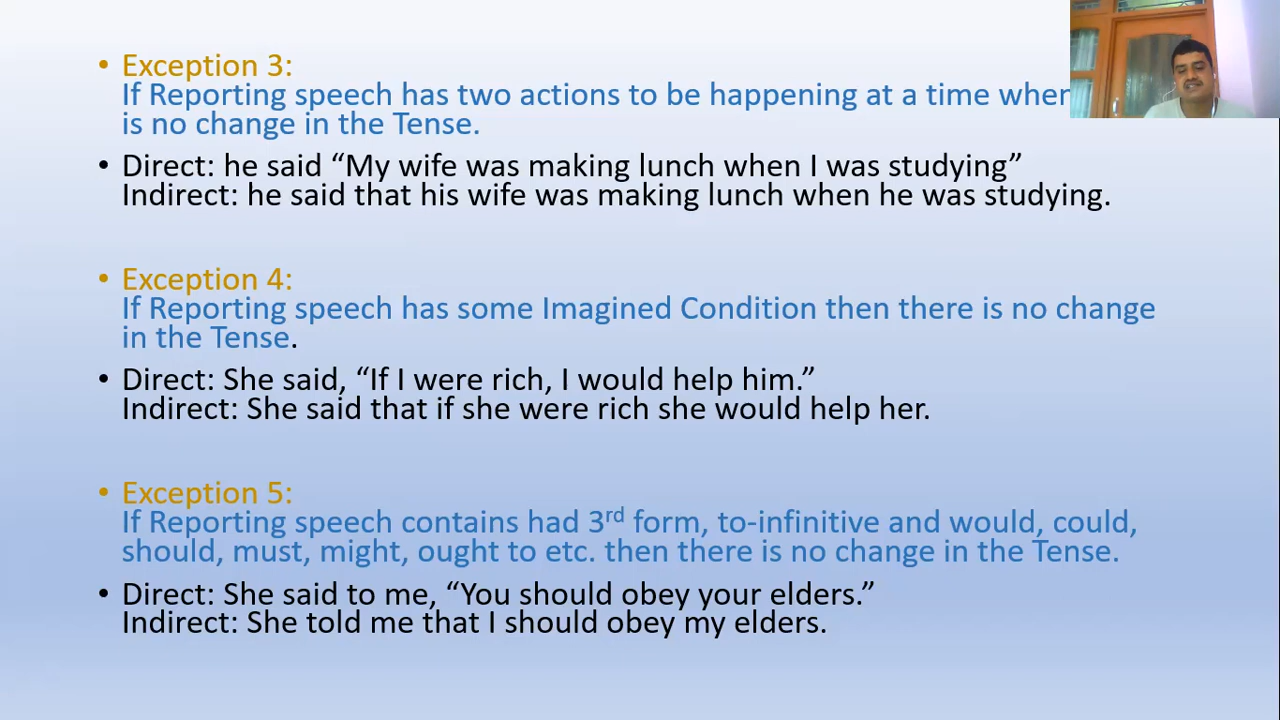 • Exception 3:
If Reporting speech has two actions to be happening at a time when
is no change in the Tense.
• Direct: he said “My wife was making lunch when I was studying”
Indirect: he said that his wife was making lunch when he was studying.
• Exception 4:
If Reporting speech has some Imagined Condition then there is no change
in the Tense.
• Direct: She said, “If I were rich, I would help him.”
Indirect: She said that if she were rich she would help her.
• Exception 5:
If Reporting speech contains had 3rd form, to-infinitive and would, could,
should, must, might, ought to etc. then there is no change in the Tense.
• Direct: She said to me, “You should obey your elders.”
Indirect: She told me that I should obey my elders.